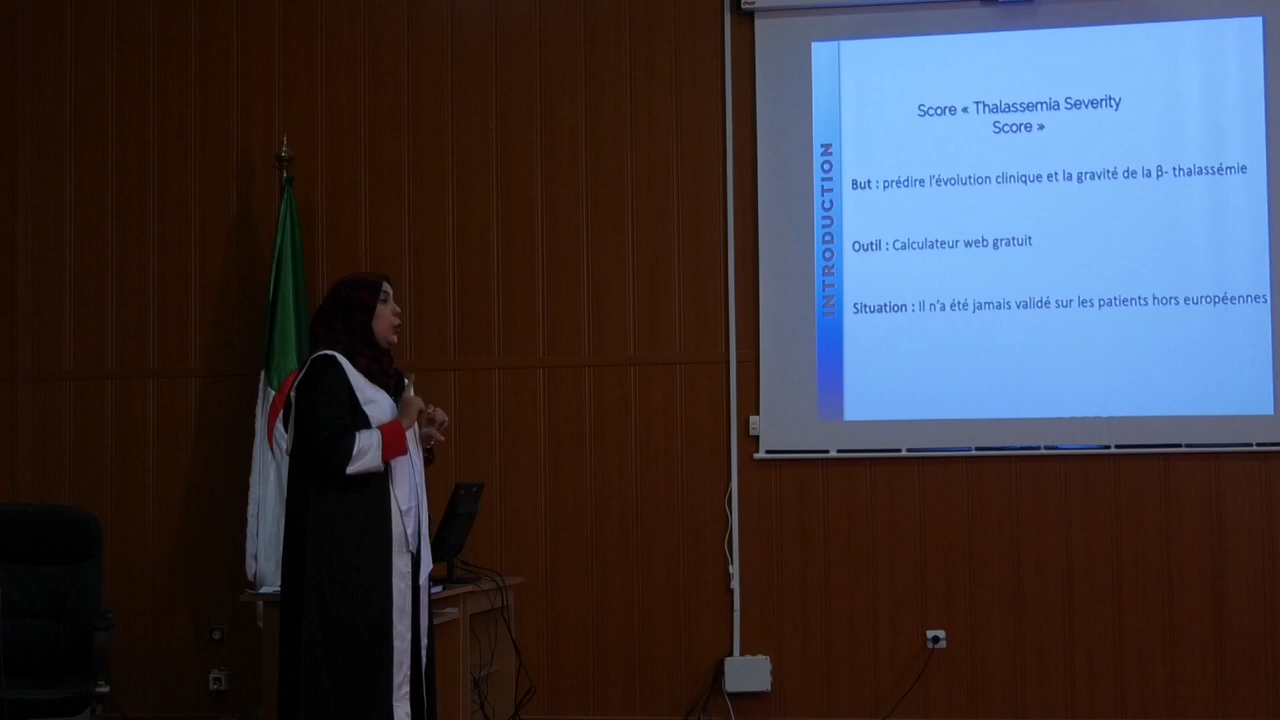 INTRODUCTION
Score « Thalassemia Severity
Score »
But : prédire l'évolution clinique et la gravité de la β- thalassémie
Outil : Calculateur web gratuit
Situation : Il n'a été jamais validé sur les patients hors européennes